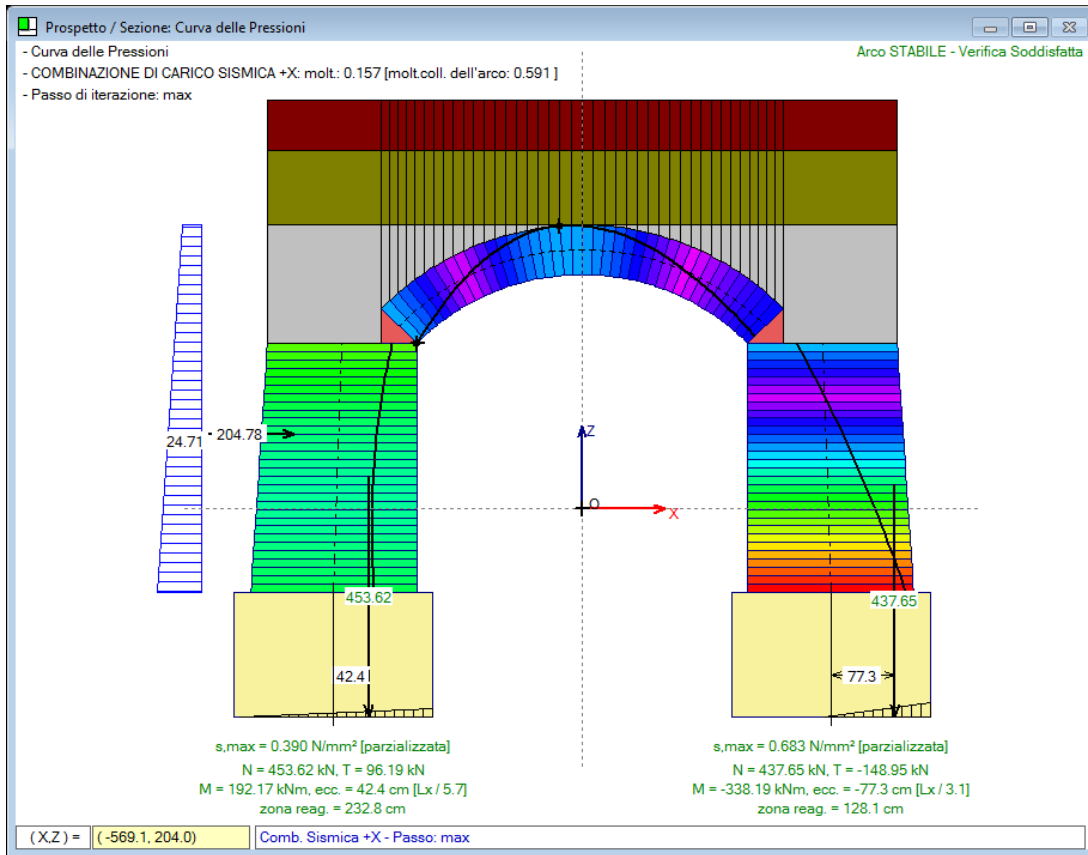 Prospetto / Sezione: Curva delle Pressioni
- Curva delle Pressioni
Arco STABILE - Verifica Soddisfatta
- COMBINAZIONE DI CARICO SISMICA +X: molt.: 0.157 [molt.coll. dell'arco: 0.591 ]
- Passo di iterazione: max
24.71
204.78
Z
O
X
453.62
437.65
42.4
77.3
s,max = 0.390 N/mm² [parzializzata]
N = 453.62 kN, T = 96.19 kN
M = 192.17 kNm, ecc. = 42.4 cm [Lx / 5.7]
zona reag. = 232.8 cm
s,max = 0.683 N/mm² [parzializzata]
N = 437.65 kN, T = -148.95 kN
M = -338.19 kNm, ecc. = -77.3 cm [Lx / 3.1]
zona reag. = 128.1 cm
( X,Z ) =
( -569.1, 204.0)
Comb. Sismica +X - Passo: max